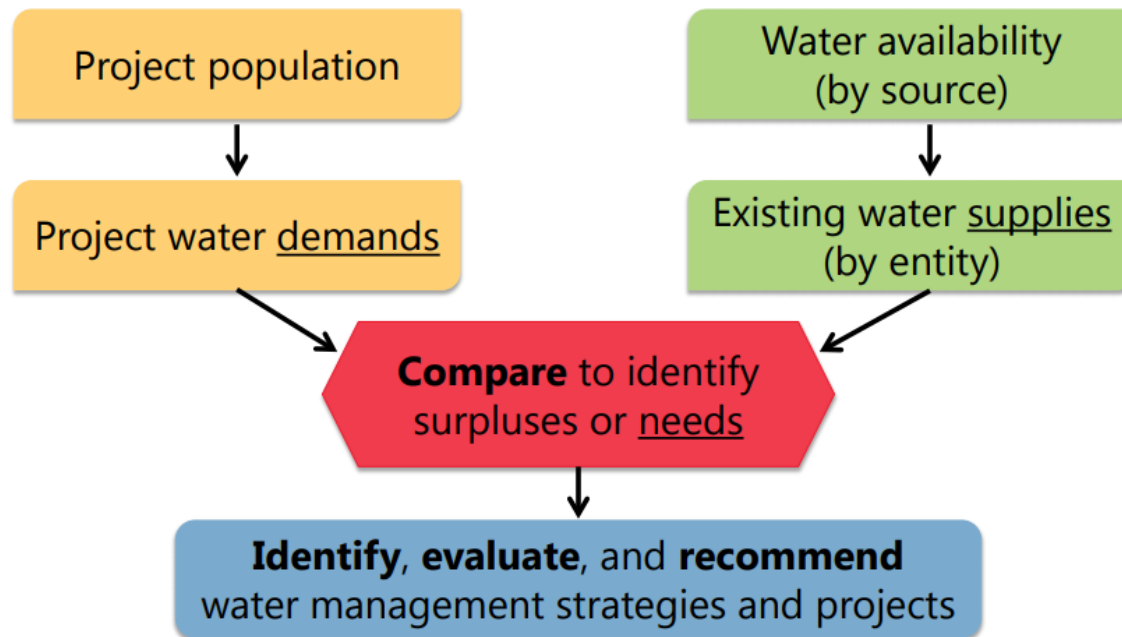 Project population
Water availability
(by source)
Project water demands
Existing water supplies
(by entity)
Compare to identify
surpluses or needs
Identify, evaluate, and recommend
water management strategies and projects